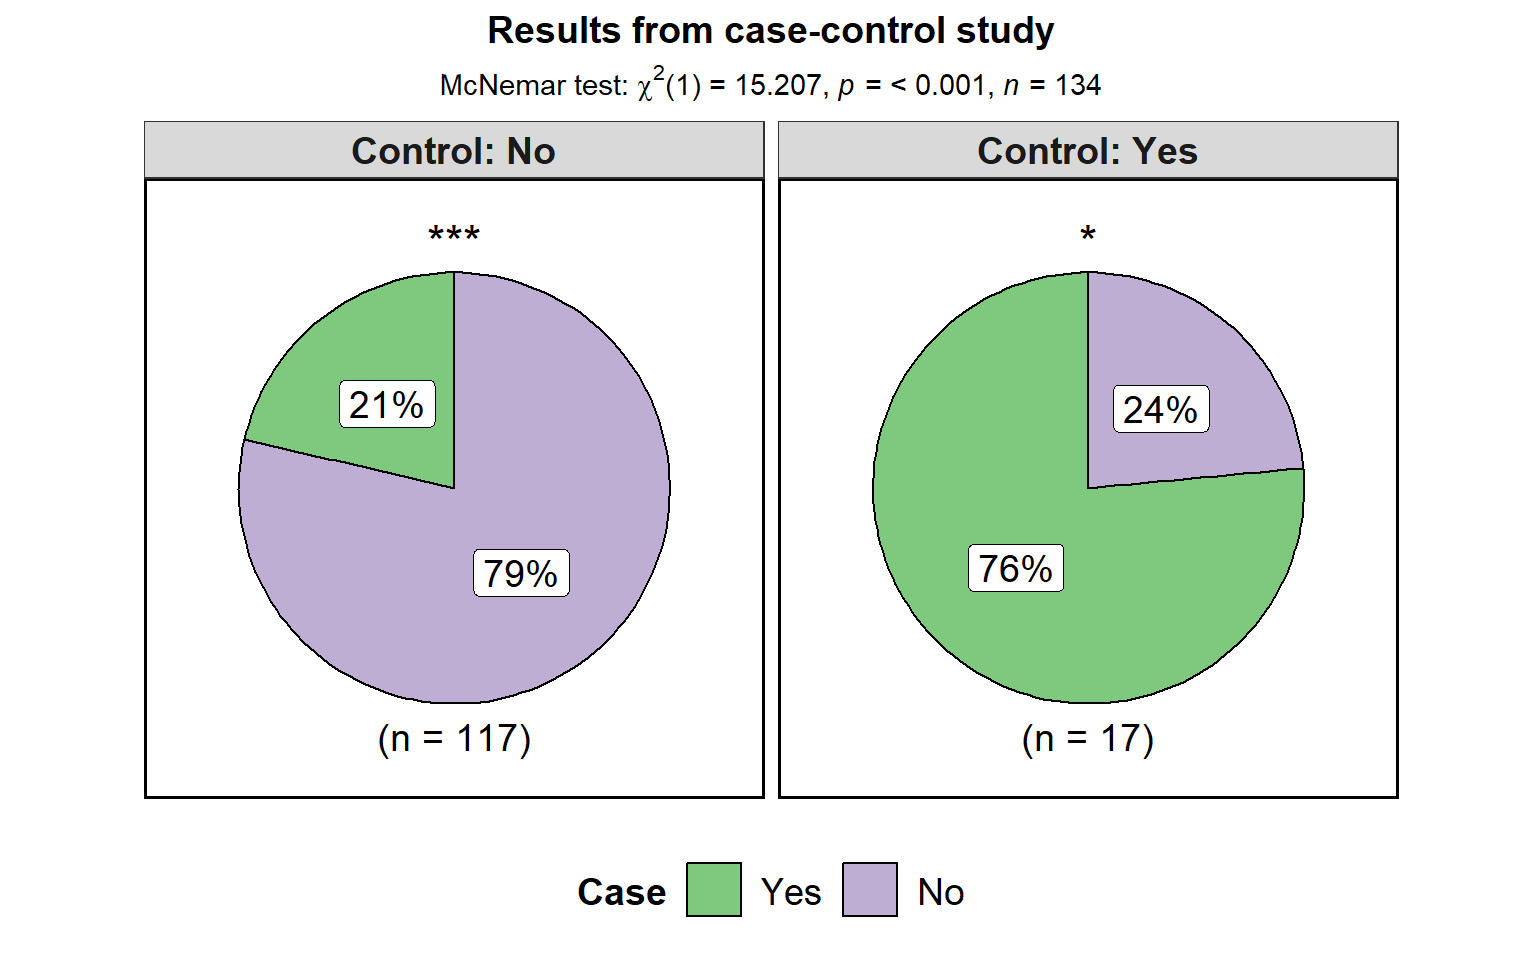 Results from case-control study
McNemar test: χ²(1) = 15.207, p = < 0.001, n = 134
Control: No
Control: Yes
***
*
21%
79%
24%
76%
(n = 117)
(n = 17)
Case Yes No